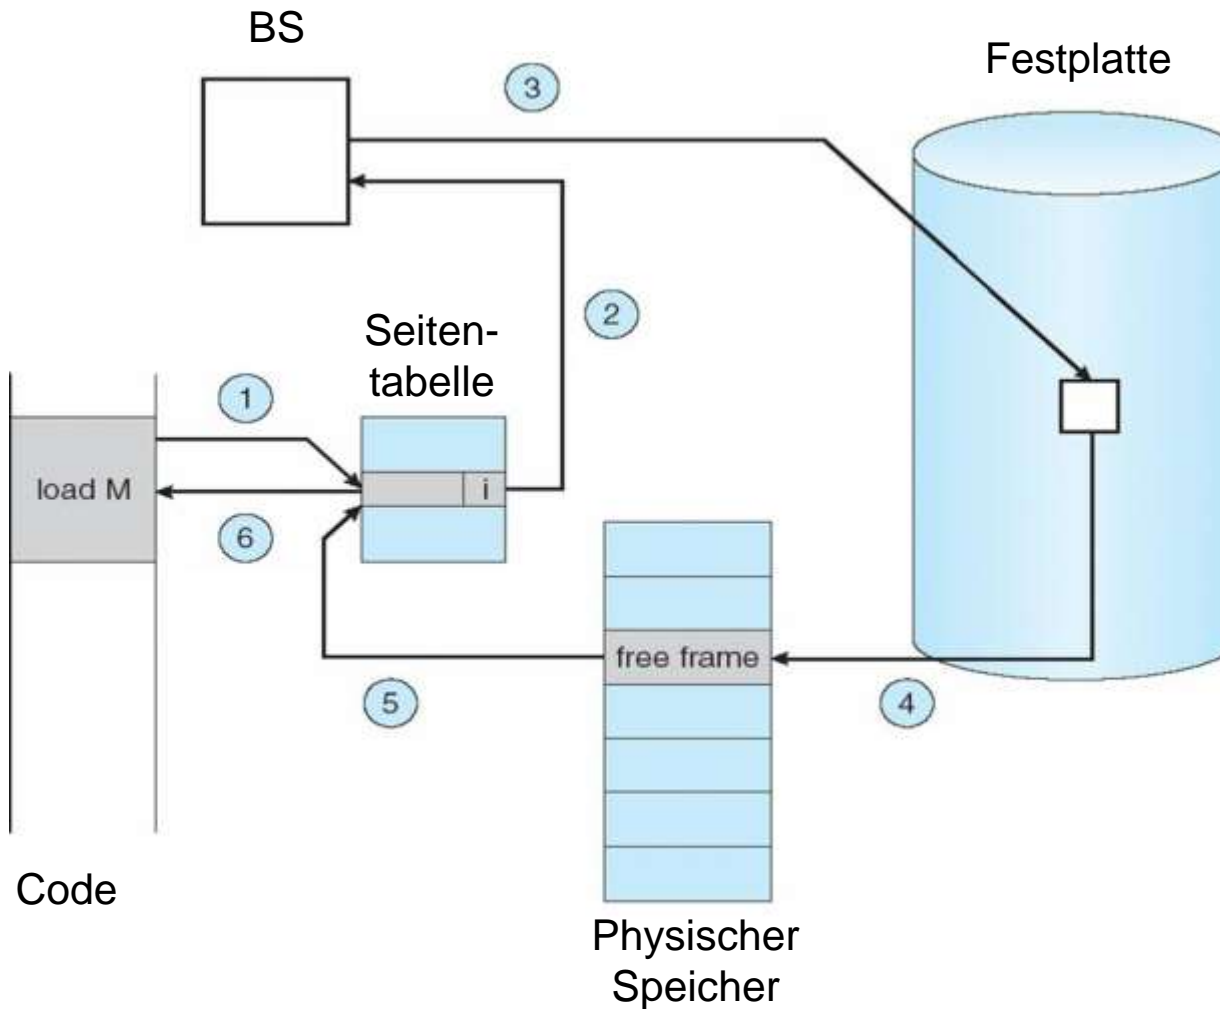 BS
Festplatte
3
2
Seiten-
tabelle
1
load M
i
6
free frame
5
4
Code
Physischer
Speicher